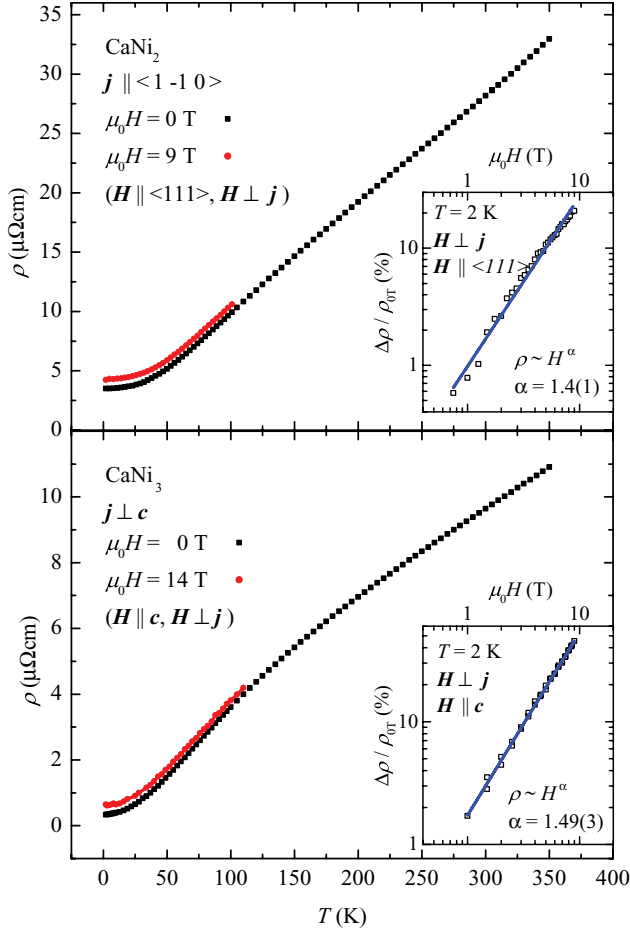 35
30
25
20
15
10
5
0
ρ (μΩcm)
CaNi₂
j || <1 -1 0>
μ₀H = 0 T
μ₀H = 9 T
(H || <111>, H ⊥ j )
μ₀H (T)
1 10
T = 2 K
H ⊥ j
H || <111>
10
1
Δρ / ρ₀T (%)
ρ ~ H^α
α = 1.4(1)
10
8
6
4
2
0
ρ (μΩcm)
CaNi₃
j ⊥ c
μ₀H = 0 T
μ₀H = 14 T
(H || c, H ⊥ j )
μ₀H (T)
1 10
T = 2 K
H ⊥ j
H || c
10
1
Δρ / ρ₀T (%)
ρ ~ H^α
α = 1.49(3)
0 50 100 150 200 250 300 350 400
T (K)